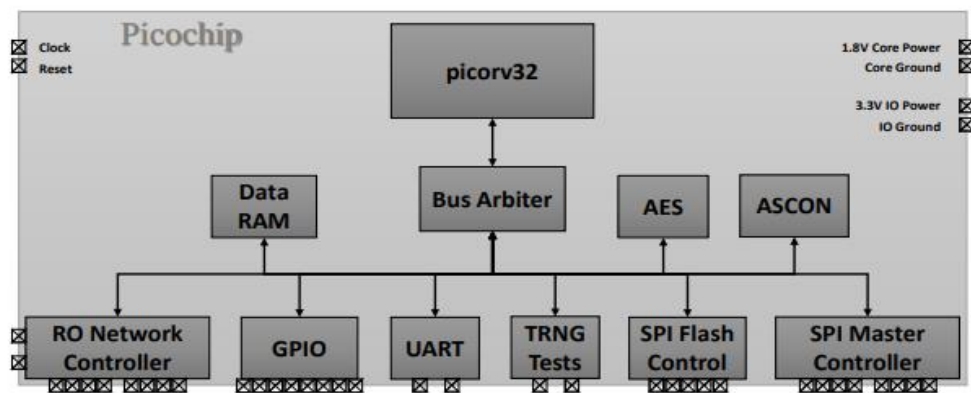 Picochip
Clock
Reset
1.8V Core Power
Core Ground
3.3V IO Power
IO Ground
picorv32
Data
RAM
Bus Arbiter
AES
ASCON
RO Network
Controller
GPIO
UART
TRNG
Tests
SPI Flash
Control
SPI Master
Controller